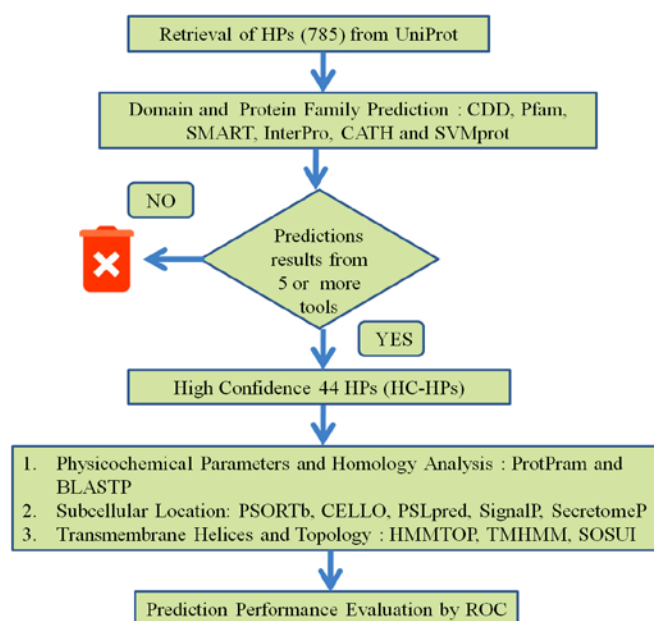 Retrieval of HPs (785) from UniProt
Domain and Protein Family Prediction : CDD, Pfam,
SMART, InterPro, CATH and SVMprot
NO
Predictions
results from
5 or more
tools
YES
High Confidence 44 HPs (HC-HPs)
1. Physicochemical Parameters and Homology Analysis : ProtPram and
BLASTP
2. Subcellular Location: PSORTb, CELLO, PSLpred, SignalP, SecretomeP
3. Transmembrane Helices and Topology : HMMTOP, TMHMM, SOSUI
Prediction Performance Evaluation by ROC